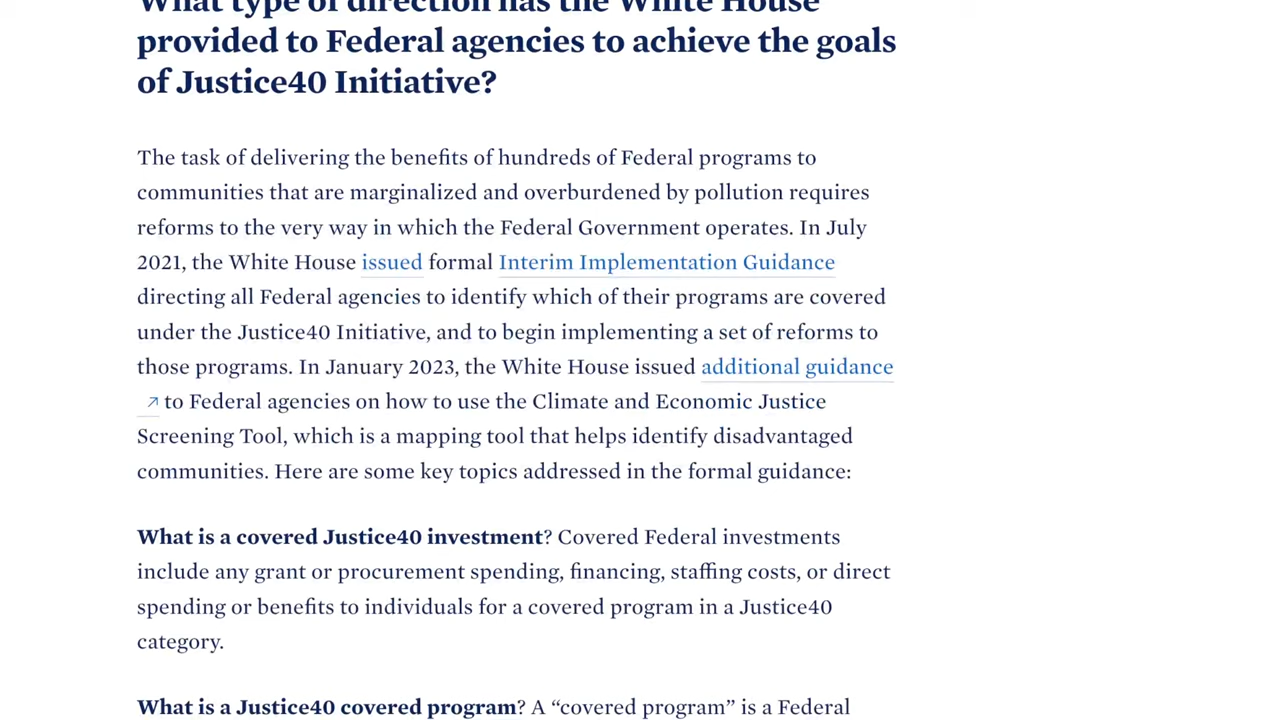 What type of direction has the White House
provided to Federal agencies to achieve the goals
of Justice40 Initiative?
The task of delivering the benefits of hundreds of Federal programs to
communities that are marginalized and overburdened by pollution requires
reforms to the very way in which the Federal Government operates. In July
2021, the White House issued formal Interim Implementation Guidance
directing all Federal agencies to identify which of their programs are covered
under the Justice40 Initiative, and to begin implementing a set of reforms to
those programs. In January 2023, the White House issued additional guidance
↗ to Federal agencies on how to use the Climate and Economic Justice
Screening Tool, which is a mapping tool that helps identify disadvantaged
communities. Here are some key topics addressed in the formal guidance:
What is a covered Justice40 investment? Covered Federal investments
include any grant or procurement spending, financing, staffing costs, or direct
spending or benefits to individuals for a covered program in a Justice40
category.
What is a Justice40 covered program? A “covered program” is a Federal